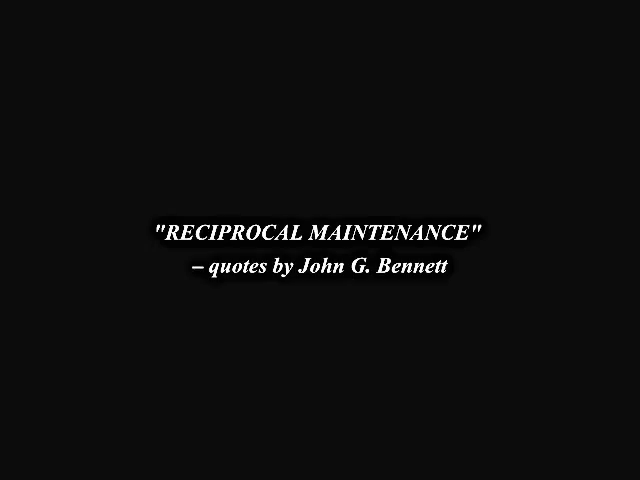 "RECIPROCAL MAINTENANCE"
– quotes by John G. Bennett